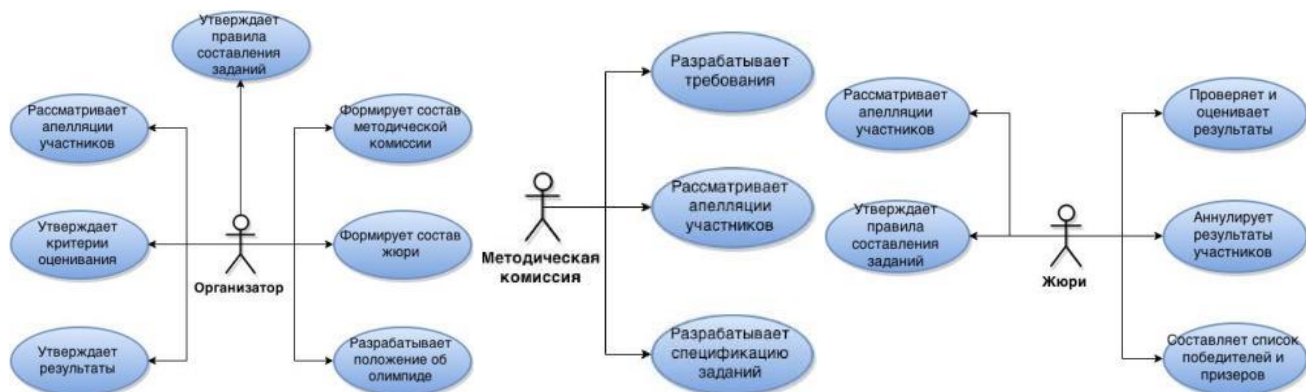 Утверждает
правила
составления
заданий
Рассматривает
апелляции
участников
Формирует состав
методической
комиссии
Утверждает
критерии
оценивания
Организатор
Формирует состав
жюри
Утверждает
результаты
Разрабатывает
положение об
олимпиде
Разрабатывает
требования
Методическая
комиссия
Рассматривает
апелляции
участников
Разрабатывает
спецификацию
заданий
Рассматривает
апелляции
участников
Проверяет и
оценивает
результаты
Утверждает
правила
составления
заданий
Жюри
Аннулирует
результаты
участников
Составляет список
победителей и
призеров